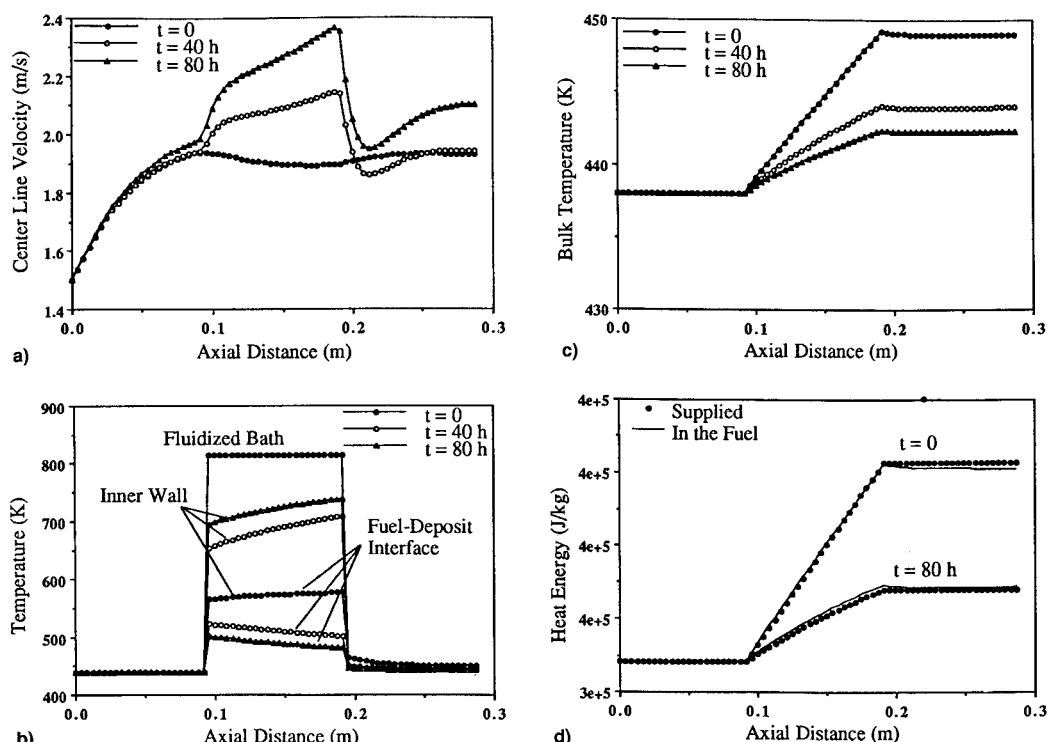 2.4
t = 0
t = 40 h
t = 80 h
2.2
2.0
1.8
1.6
1.4
Center Line Velocity (m/s)
0.0
0.1
0.2
0.3
Axial Distance (m)
a)
450
t = 0
t = 40 h
t = 80 h
440
430
Bulk Temperature (K)
0.0
0.1
0.2
0.3
Axial Distance (m)
c)
900
t = 0
t = 40 h
t = 80 h
Fluidized Bath
800
Inner Wall
700
Fuel-Deposit
Interface
600
500
400
Temperature (K)
0.0
0.1
0.2
0.3
Axial Distance (m)
b)
4e+5
Supplied
In the Fuel
t = 0
4e+5
4e+5
t = 80 h
4e+5
3e+5
Heat Energy (J/kg)
0.0
0.1
0.2
0.3
Axial Distance (m)
d)